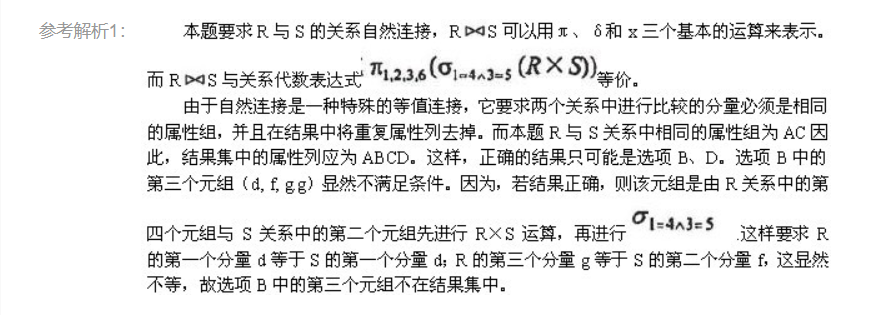 参考解析1: 本题要求 R 与 S 的关系自然连接，R⋈S 可以用 π、 δ和 x 三个基本的运算来表示。
而 R⋈S 与关系代数表达式 π1,2,3,6(σ1=4∧3=5(R×S))等价。
由于自然连接是一种特殊的等值连接，它要求两个关系中进行比较的分量必须是相同
的属性组，并且在结果中将重复属性列去掉。而本题 R 与 S 关系中相同的属性组为 AC 因
此，结果集中的属性列应为 ABCD。这样，正确的结果只可能是选项 B、D。选项 B 中的
第三个元组（d, f, g g）显然不满足条件。因为，若结果正确，则该元组是由 R 关系中的第
四个元组与 S 关系中的第二个元组先进行 R×S 运算，再进行 σ1=4∧3=5 .这样要求 R
的第一个分量 d 等于 S 的第一个分量 d；R 的第三个分量 g 等于 S 的第二个分量 f，这显然
不等，故选项 B 中的第三个元组不在结果集中。